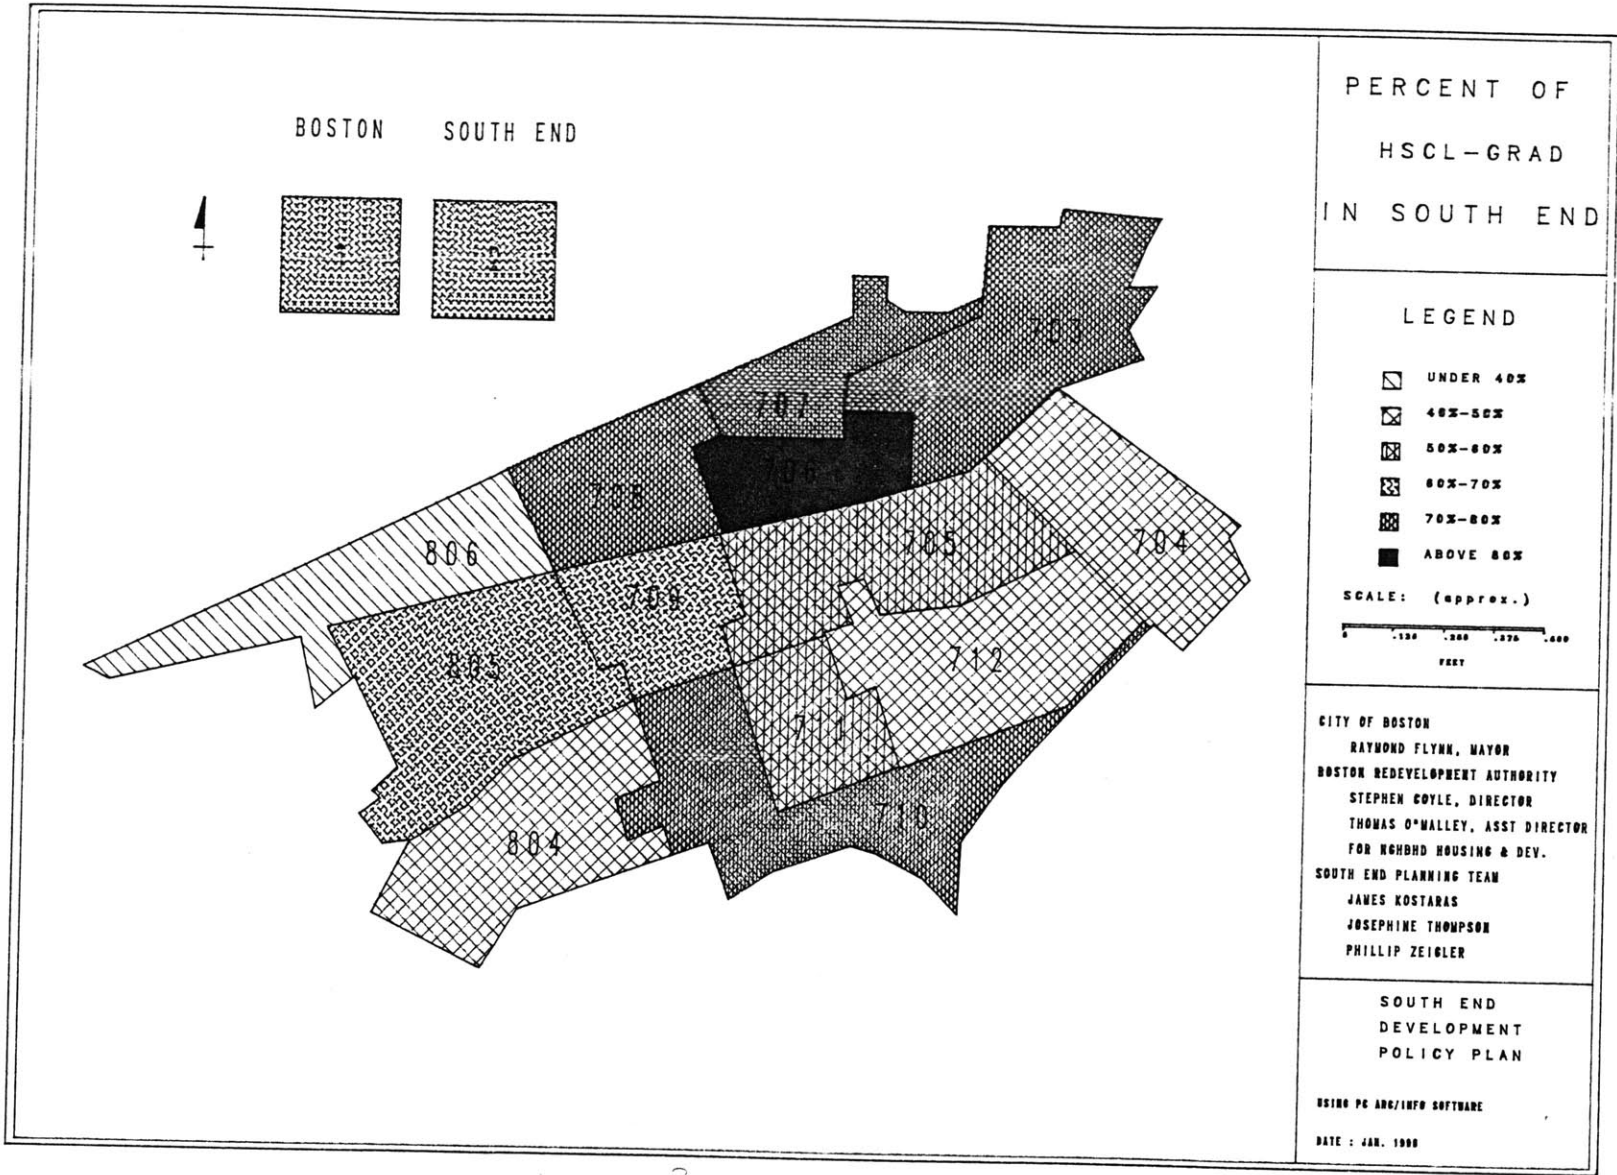 BOSTON SOUTH END
703
707
706
708
705
704
806
709
712
805
711
710
804
PERCENT OF
HSCL-GRAD
IN SOUTH END
LEGEND
UNDER 40%
40%-50%
50%-60%
60%-70%
70%-80%
ABOVE 80%
SCALE: (approx.)
FEET
CITY OF BOSTON
RAYMOND FLYNN, MAYOR
BOSTON REDEVELOPMENT AUTHORITY
STEPHEN COYLE, DIRECTOR
THOMAS O'MALLEY, ASST DIRECTOR
FOR NGHBHD HOUSING & DEV.
SOUTH END PLANNING TEAM
JAMES KOSTARAS
JOSEPHINE THOMPSON
PHILLIP ZEIGLER
SOUTH END
DEVELOPMENT
POLICY PLAN
USING PC ARC/INFO SOFTWARE
DATE : JAN.